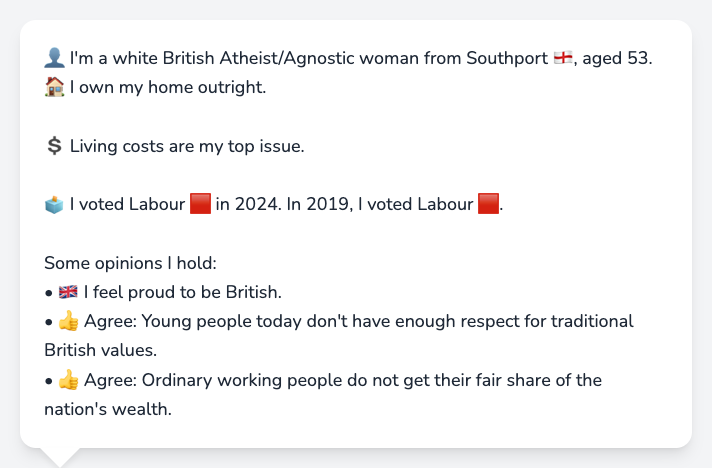 👤 I'm a white British Atheist/Agnostic woman from Southport 🏴󠁧󠁢󠁥󠁮󠁧󠁿, aged 53.
🏠 I own my home outright.
💲 Living costs are my top issue.
🗳️ I voted Labour 🟥 in 2024. In 2019, I voted Labour 🟥.
Some opinions I hold:
• 🇬🇧 I feel proud to be British.
• 👍 Agree: Young people today don't have enough respect for traditional
British values.
• 👍 Agree: Ordinary working people do not get their fair share of the
nation's wealth.